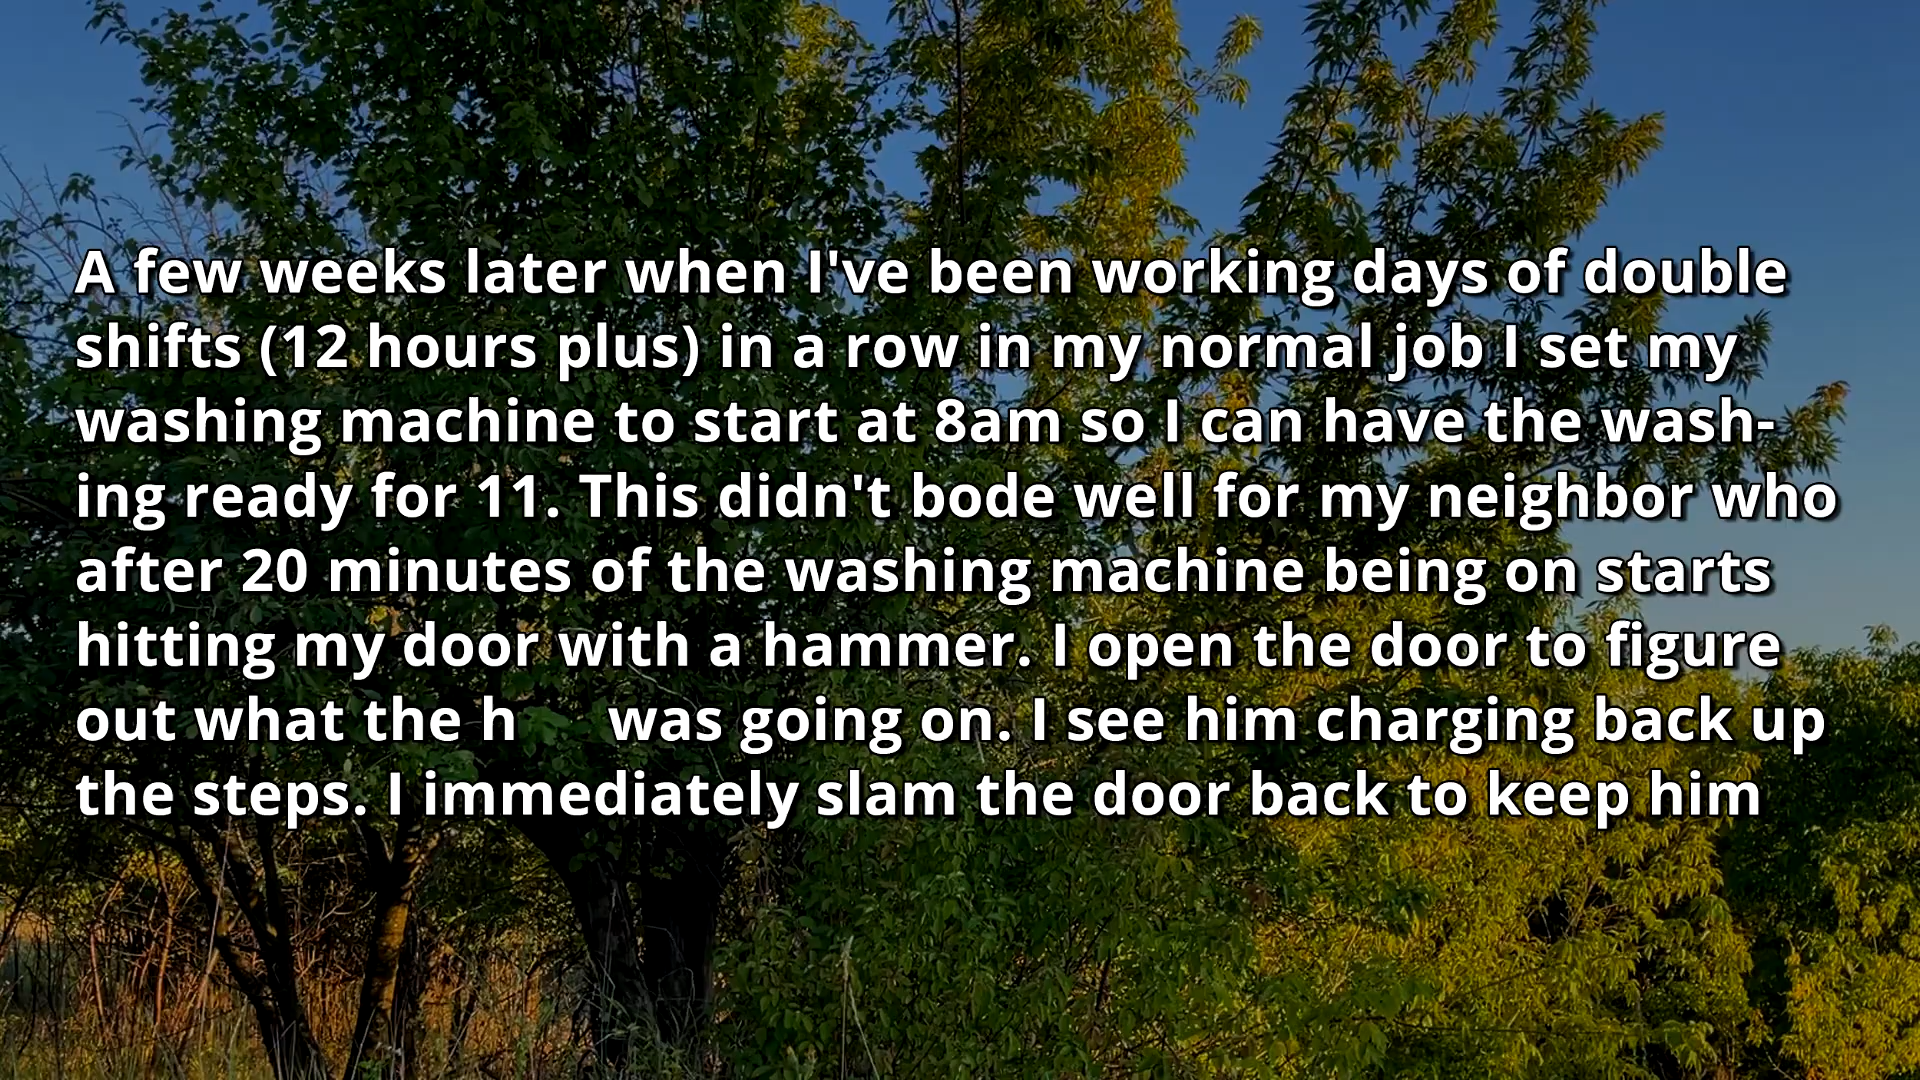 A few weeks later when I've been working days of double
shifts (12 hours plus) in a row in my normal job I set my
washing machine to start at 8am so I can have the wash-
ing ready for 11. This didn't bode well for my neighbor who
after 20 minutes of the washing machine being on starts
hitting my door with a hammer. I open the door to figure
out what the h was going on. I see him charging back up
the steps. I immediately slam the door back to keep him